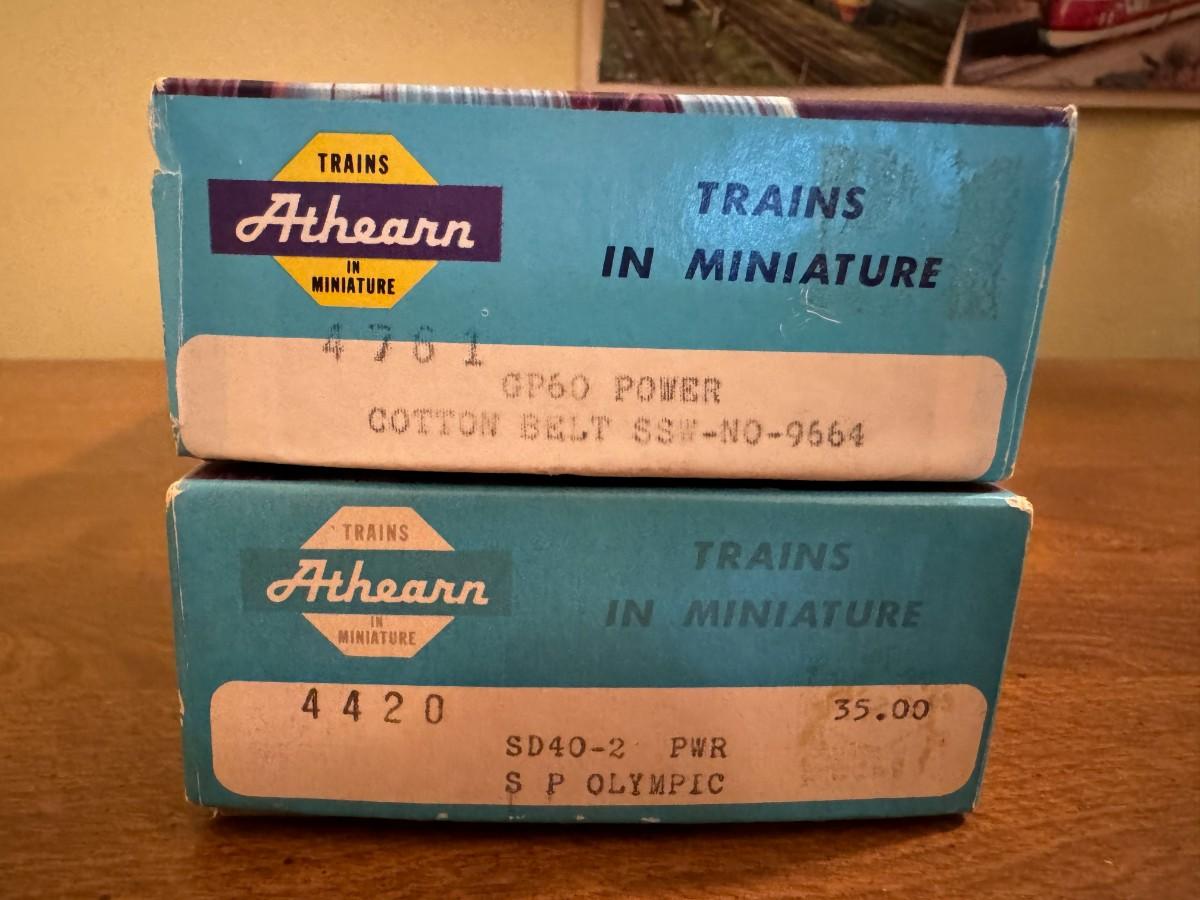 TRAINS
Athearn
IN
MINIATURE
TRAINS
IN MINIATURE
4761
GP60 POWER
COTTON BELT SSW-NO-9664
TRAINS
Athearn
IN
MINIATURE
TRAINS
IN MINIATURE
4420
35.00
SD40-2 PWR
S P OLYMPIC